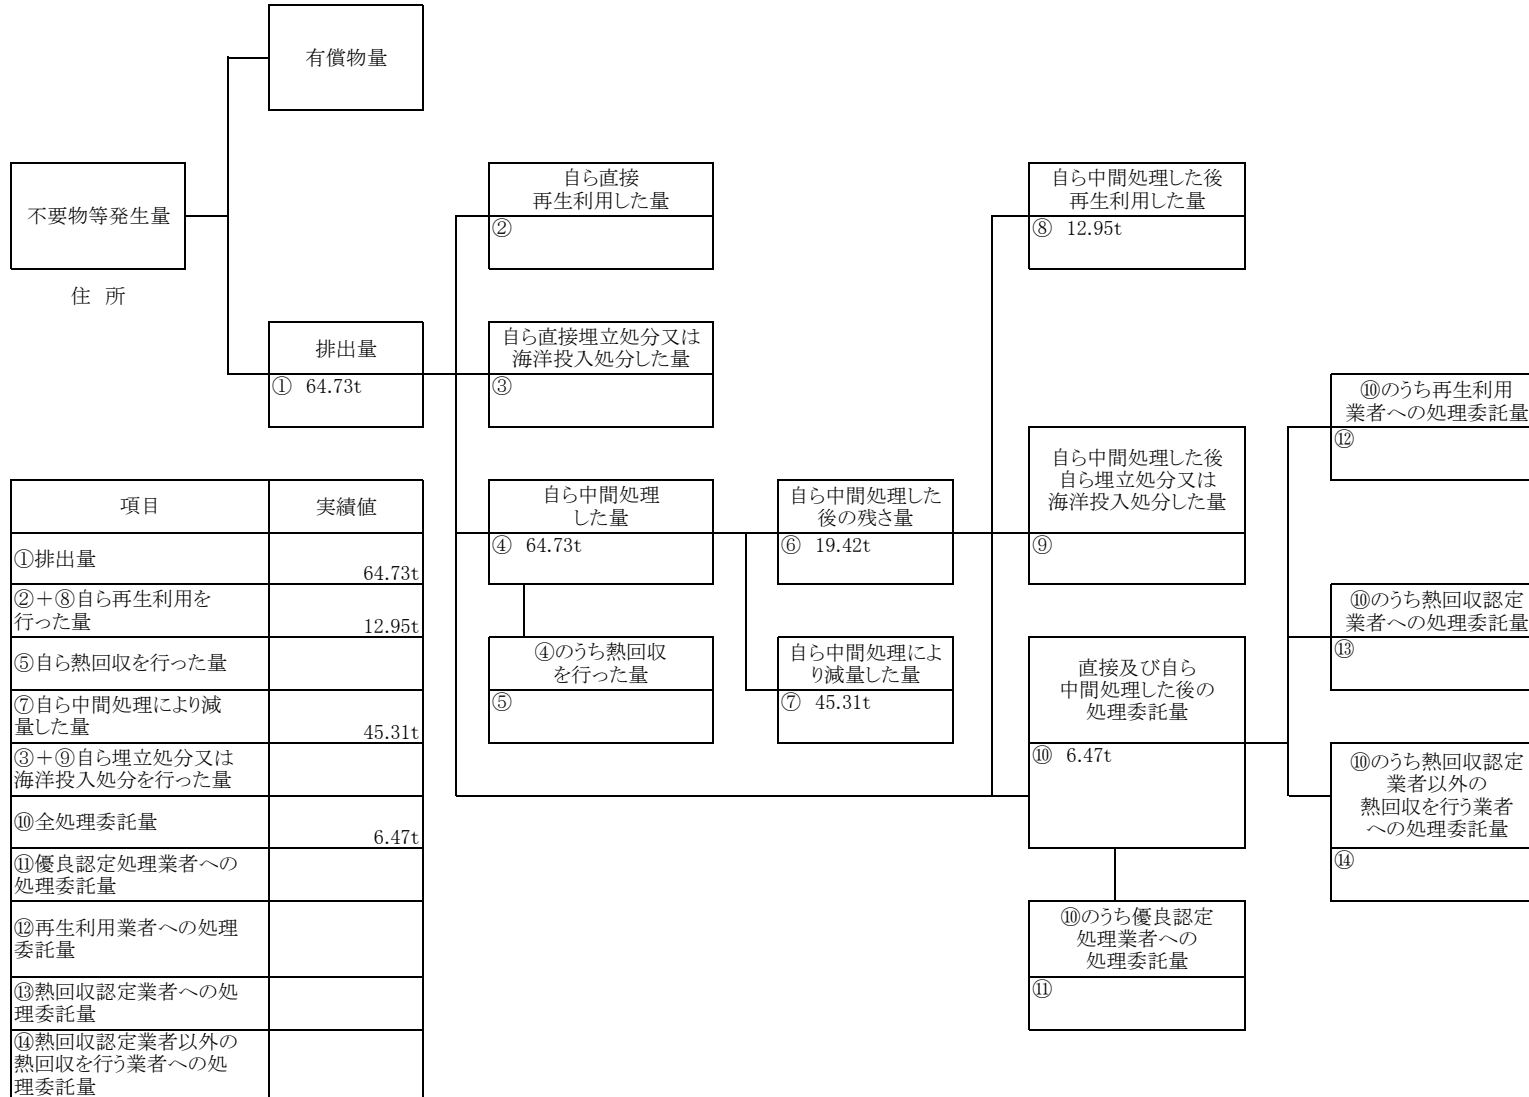 有償物量
不要物等発生量
住 所
排出量
① 64.73t
自ら直接
再生利用した量
②
自ら直接埋立処分又は
海洋投入処分した量
③
自ら中間処理
した量
④ 64.73t
④のうち熱回収
を行った量
⑤
自ら中間処理した
後の残さ量
⑥ 19.42t
自ら中間処理によ
り減量した量
⑦ 45.31t
自ら中間処理した後
再生利用した量
⑧ 12.95t
自ら中間処理した後
自ら埋立処分又は
海洋投入処分した量
⑨
直接及び自ら
中間処理した後の
処理委託量
⑩ 6.47t
⑩のうち優良認定
処理業者への
処理委託量
⑪
⑩のうち再生利用
業者への処理委託量
⑫
⑩のうち熱回収認定
業者への処理委託量
⑬
⑩のうち熱回収認定
業者以外の
熱回収を行う業者
への処理委託量
⑭
項目 実績値
①排出量
64.73t
②＋⑧自ら再生利用を
行った量 12.95t
⑤自ら熱回収を行った量
⑦自ら中間処理により減
量した量 45.31t
③＋⑨自ら埋立処分又は
海洋投入処分を行った量
⑩全処理委託量
6.47t
⑪優良認定処理業者への
処理委託量
⑫再生利用業者への処理
委託量
⑬熱回収認定業者への処
理委託量
⑭熱回収認定業者以外の
熱回収を行う業者への処
理委託量